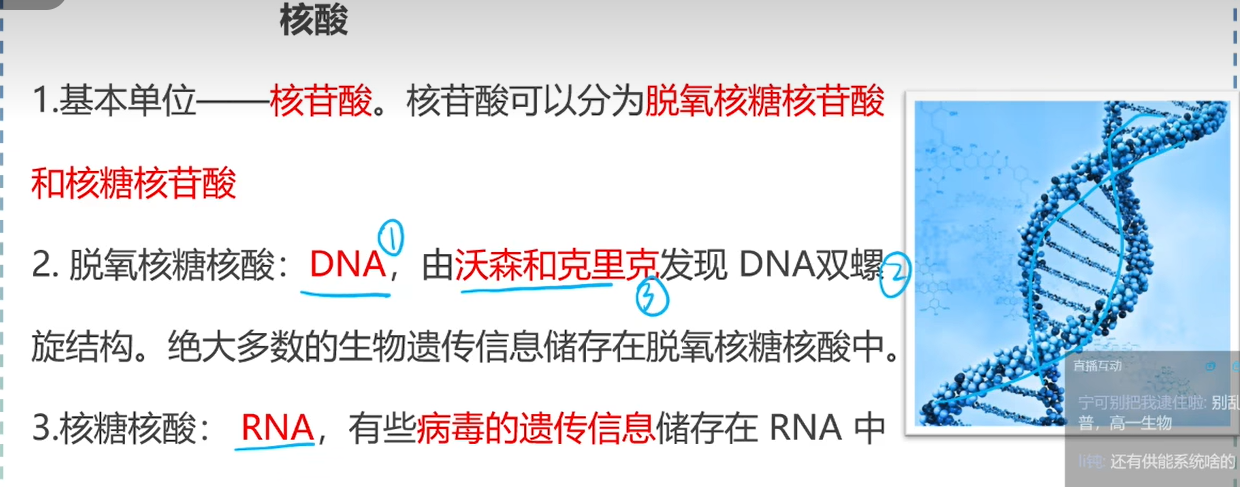 核酸
1.基本单位——核苷酸。核苷酸可以分为脱氧核糖核苷酸
和核糖核苷酸
①
2. 脱氧核糖核酸：DNA，由沃森和克里克发现 DNA双螺
②
③
旋结构。绝大多数的生物遗传信息储存在脱氧核糖核酸中。
3.核糖核酸： RNA，有些病毒的遗传信息储存在 RNA 中
直播互动
宁可别把我逮住啦: 别乱
普，高一生物
还有供能系统啥的